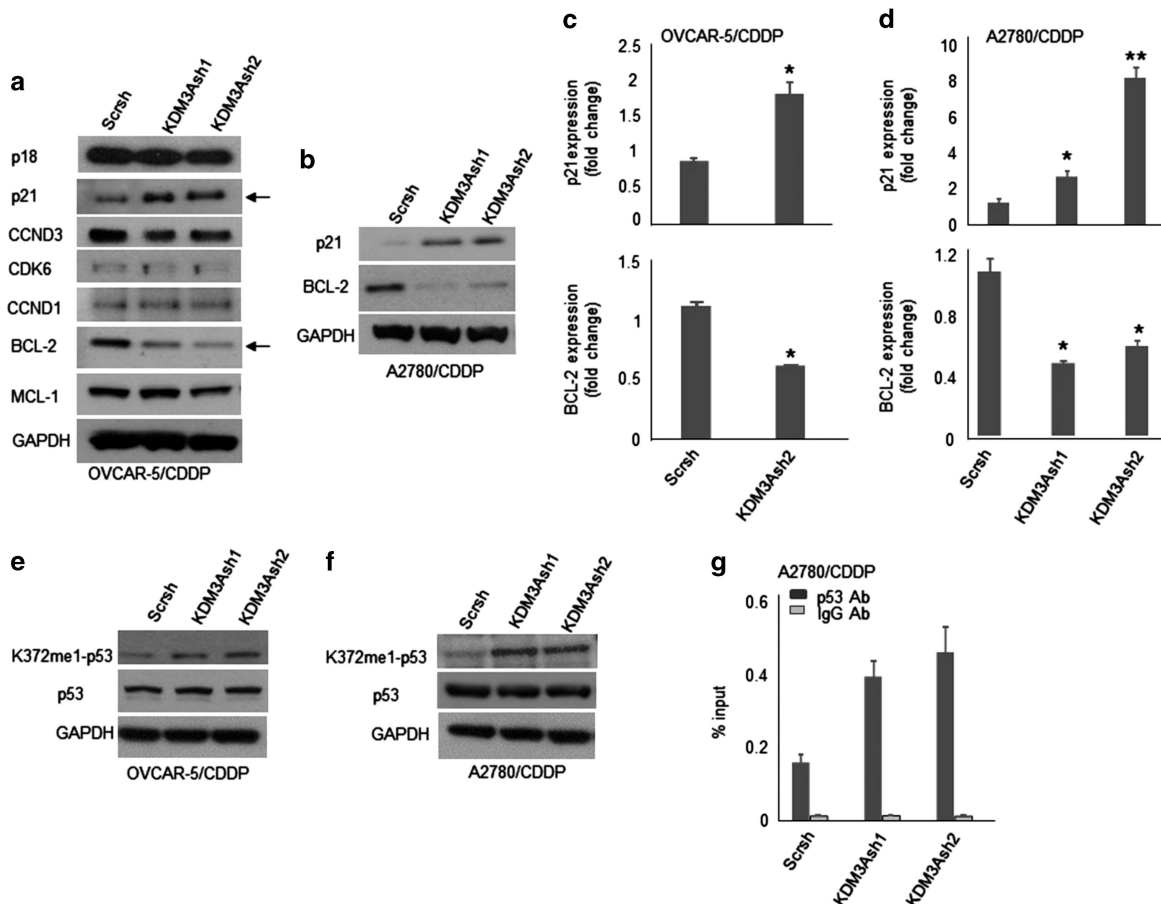 a
Scrsh
KDM3Ash1
KDM3Ash2
p18
p21
CCND3
CDK6
CCND1
BCL-2
MCL-1
GAPDH
OVCAR-5/CDDP
b
Scrsh
KDM3Ash1
KDM3Ash2
p21
BCL-2
GAPDH
A2780/CDDP
c
OVCAR-5/CDDP
p21expression
(fold change)
2.5
2
1.5
1
0.5
0
*
BCL-2 expression
(fold change)
1.5
1
0.5
0
*
Scrsh
KDM3Ash2
d
A2780/CDDP
p21 expression
(fold change)
10
8
6
4
2
0
*
**
BCL-2 expression
(fold change)
1.2
0.8
0.4
0
*
*
Scrsh
KDM3Ash1
KDM3Ash2
e
Scrsh
KDM3Ash1
KDM3Ash2
K372me1-p53
p53
GAPDH
OVCAR-5/CDDP
f
Scrsh
KDM3Ash1
KDM3Ash2
K372me1-p53
p53
GAPDH
A2780/CDDP
g
A2780/CDDP
p53 Ab
IgG Ab
% input
0.6
0.4
0.2
0
Scrsh
KDM3Ash1
KDM3Ash2